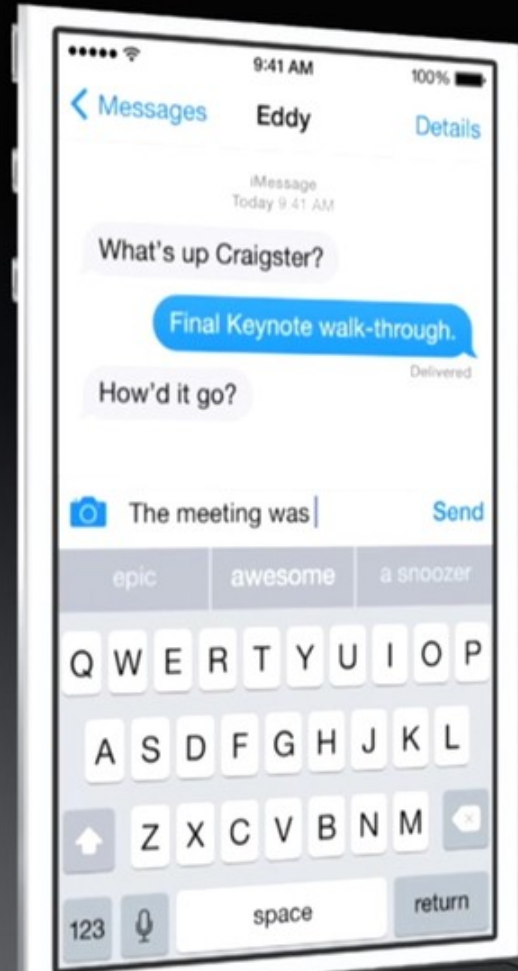 9:41 AM 100%
Messages Eddy Details
iMessage
Today 9:41 AM
What's up Craigster?
Final Keynote walk-through.
Delivered
How'd it go?
The meeting was Send
epic awesome a snoozer
Q W E R T Y U I O P
A S D F G H J K L
Z X C V B N M
123 space return